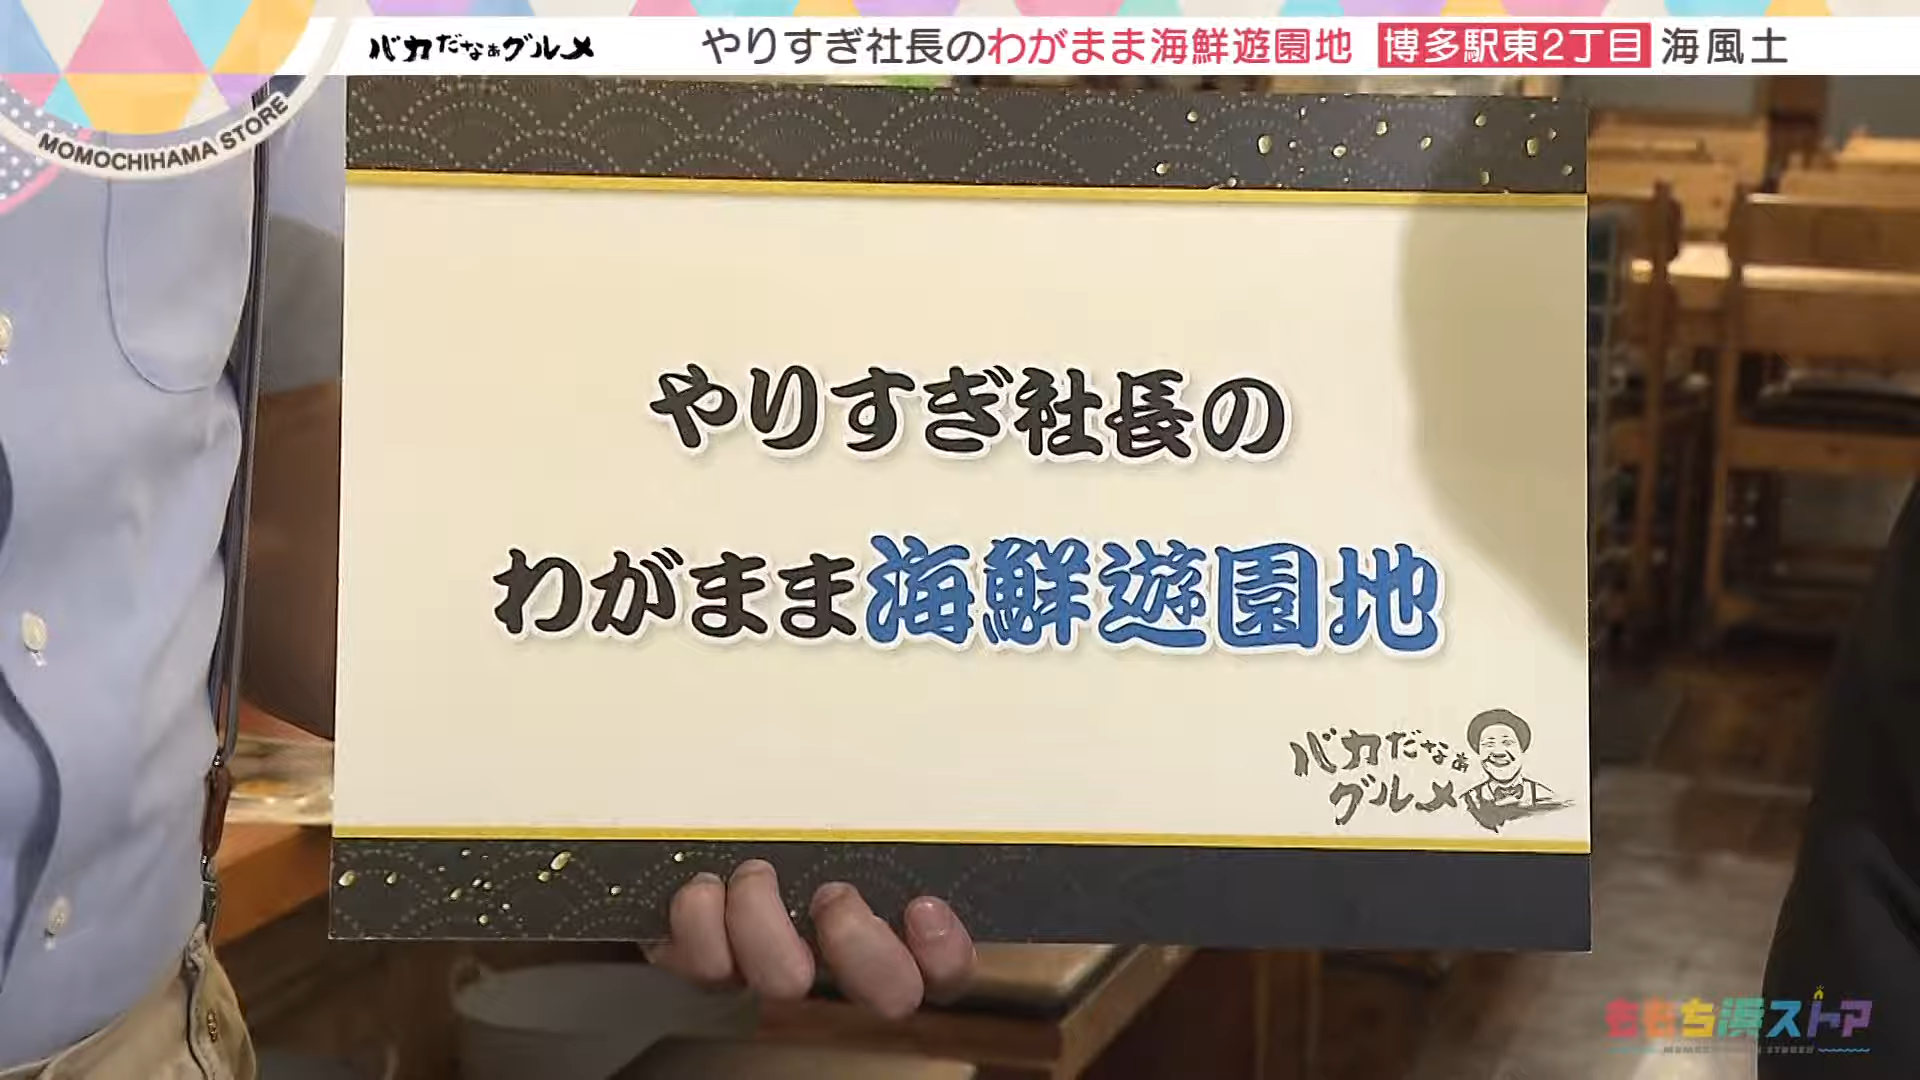 バカだなぁグルメ
やりすぎ社長のわがまま海鮮遊園地 博多駅東2丁目 海風土
MOMOCHIHAMA STORE
やりすぎ社長の
わがまま海鮮遊園地
バカだなぁ
グルメ
ももち浜ストア